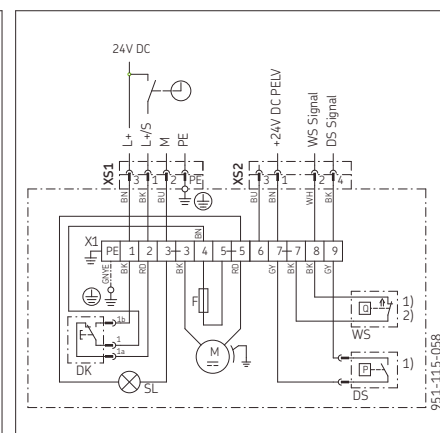 24V DC
L+
L+/S
M
PE
+24V DC PELV
WS Signal
DS Signal
XS1
3 1 2 PE
XS2
3 1 2 4
BN BK BU
BU BN WH BK
BN
X1
PE 1 2 3 3 4 5 5 6 7 7 8 9
GNYE BK RD BK RD GY BK BK GY
F
1b
1
1a
DK
M
SL
Q
1)
2)
WS
P
1)
DS
951-115-058